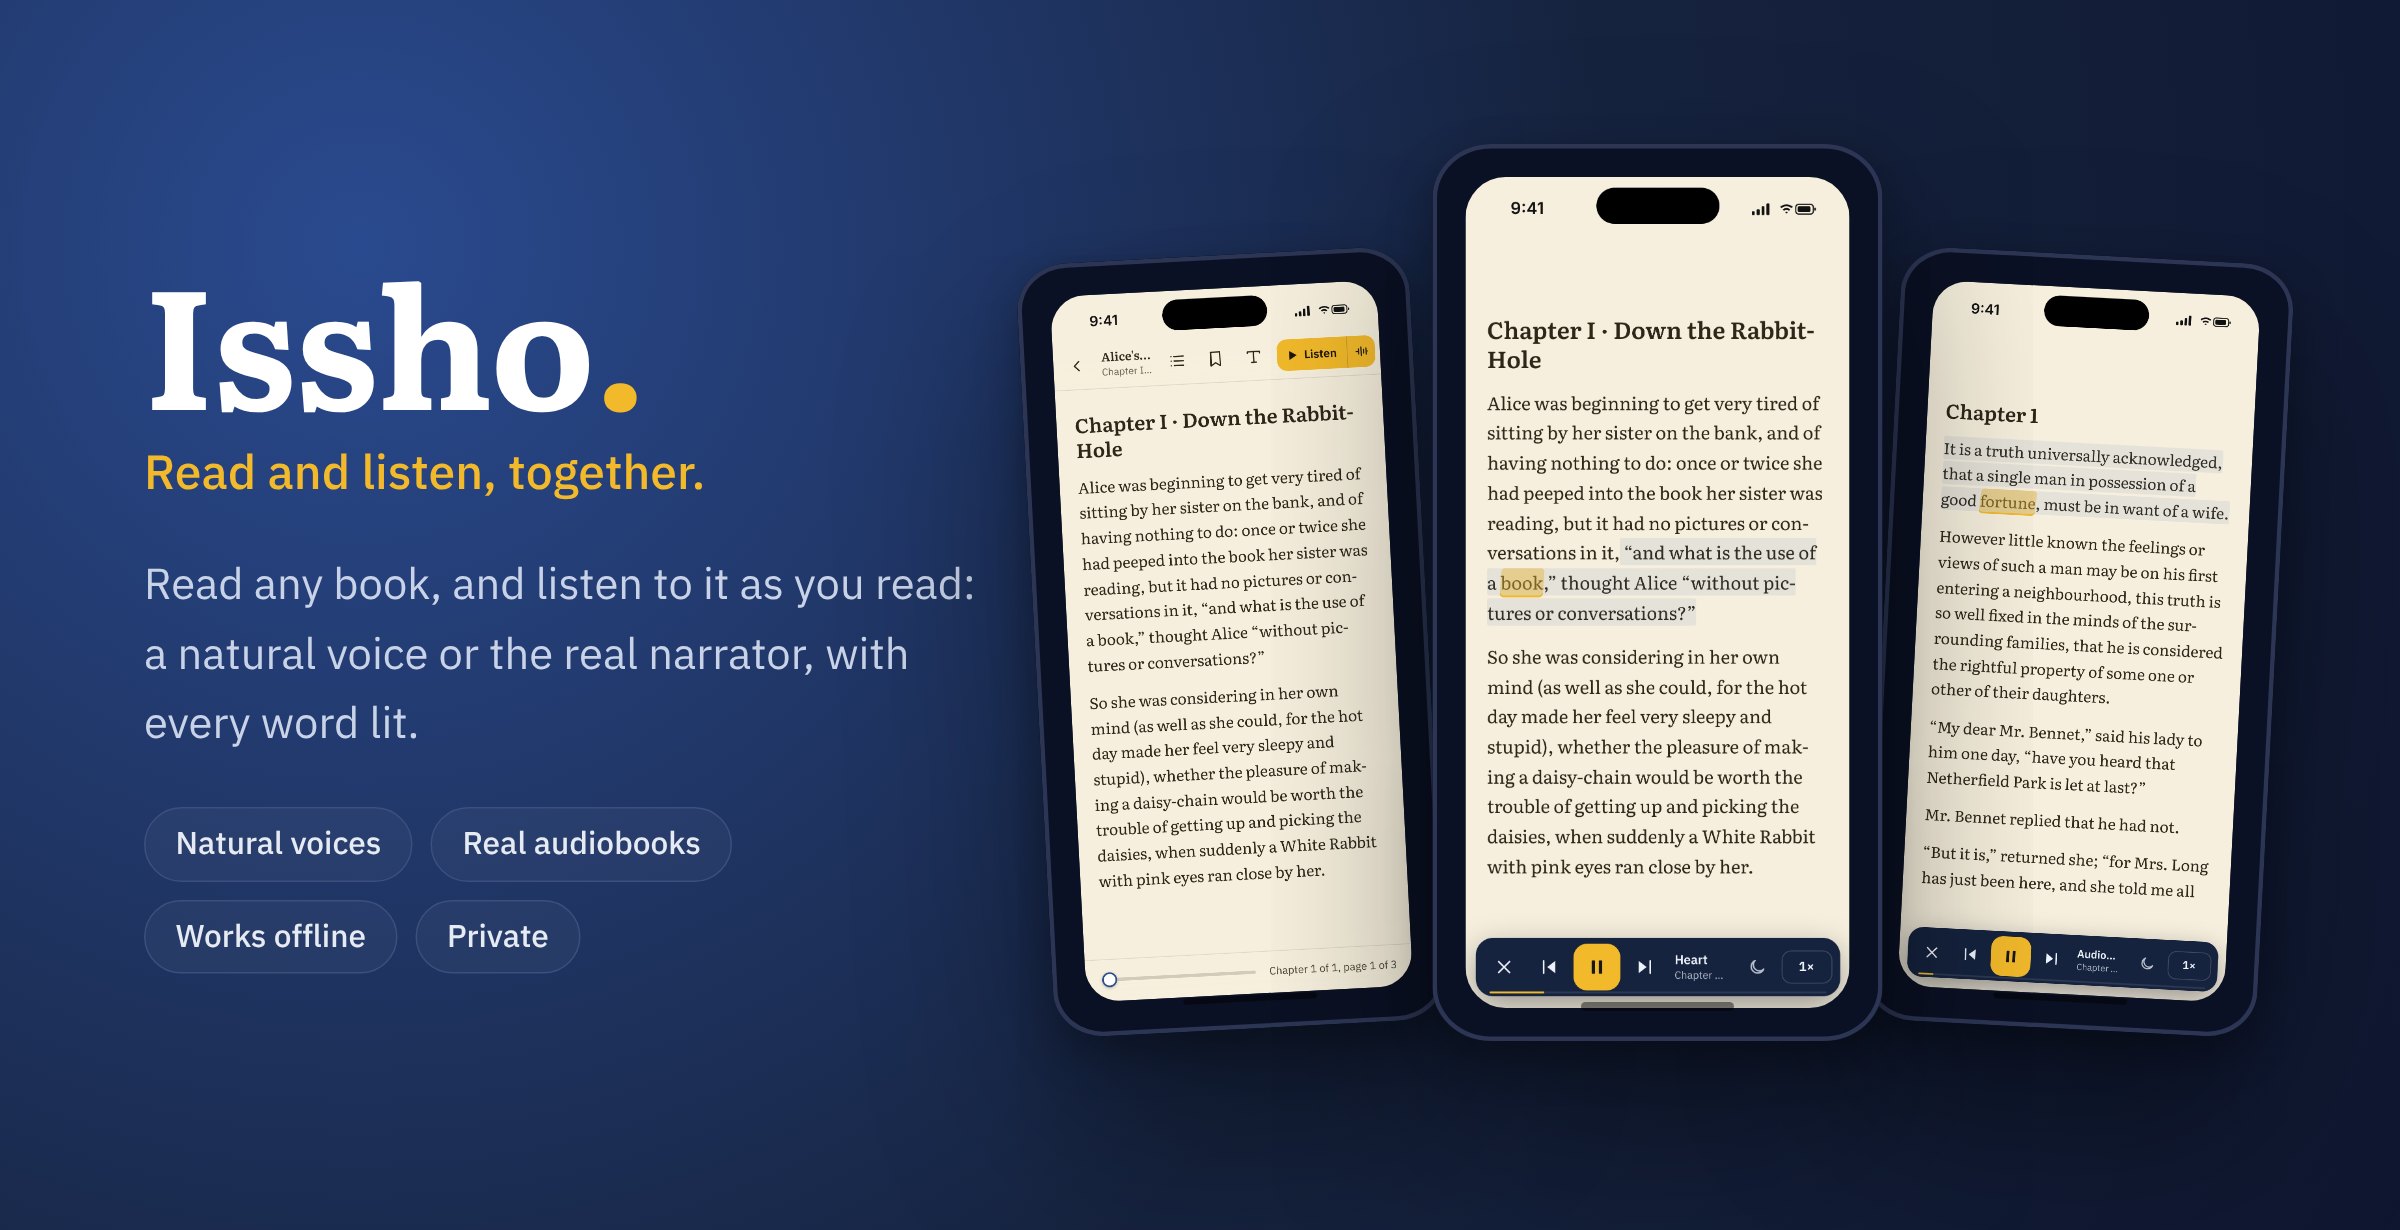 Issho.
Read and listen, together.
Read any book, and listen to it as you read:
a natural voice or the real narrator, with
every word lit.
Natural voices
Real audiobooks
Works offline
Private
9:41
Alice's...
Chapter I...
Listen
Chapter I · Down the Rabbit-
Hole
Alice was beginning to get very tired of
sitting by her sister on the bank, and of
having nothing to do: once or twice she
had peeped into the book her sister was
reading, but it had no pictures or con-
versations in it, “and what is the use of
a book,” thought Alice “without pic-
tures or conversations?”
So she was considering in her own
mind (as well as she could, for the hot
day made her feel very sleepy and
stupid), whether the pleasure of mak-
ing a daisy-chain would be worth the
trouble of getting up and picking the
daisies, when suddenly a White Rabbit
with pink eyes ran close by her.
Chapter 1 of 1, page 1 of 3
9:41
Chapter I · Down the Rabbit-
Hole
Alice was beginning to get very tired of
sitting by her sister on the bank, and of
having nothing to do: once or twice she
had peeped into the book her sister was
reading, but it had no pictures or con-
versations in it, “and what is the use of
a book,” thought Alice “without pic-
tures or conversations?”
So she was considering in her own
mind (as well as she could, for the hot
day made her feel very sleepy and
stupid), whether the pleasure of mak-
ing a daisy-chain would be worth the
trouble of getting up and picking the
daisies, when suddenly a White Rabbit
with pink eyes ran close by her.
Heart
Chapter ...
1×
9:41
Chapter 1
It is a truth universally acknowledged,
that a single man in possession of a
good fortune, must be in want of a wife.
However little known the feelings or
views of such a man may be on his first
entering a neighbourhood, this truth is
so well fixed in the minds of the sur-
rounding families, that he is considered
the rightful property of some one or
other of their daughters.
“My dear Mr. Bennet,” said his lady to
him one day, “have you heard that
Netherfield Park is let at last?”
Mr. Bennet replied that he had not.
“But it is,” returned she; “for Mrs. Long
has just been here, and she told me all
Audio...
Chapter ...
1×